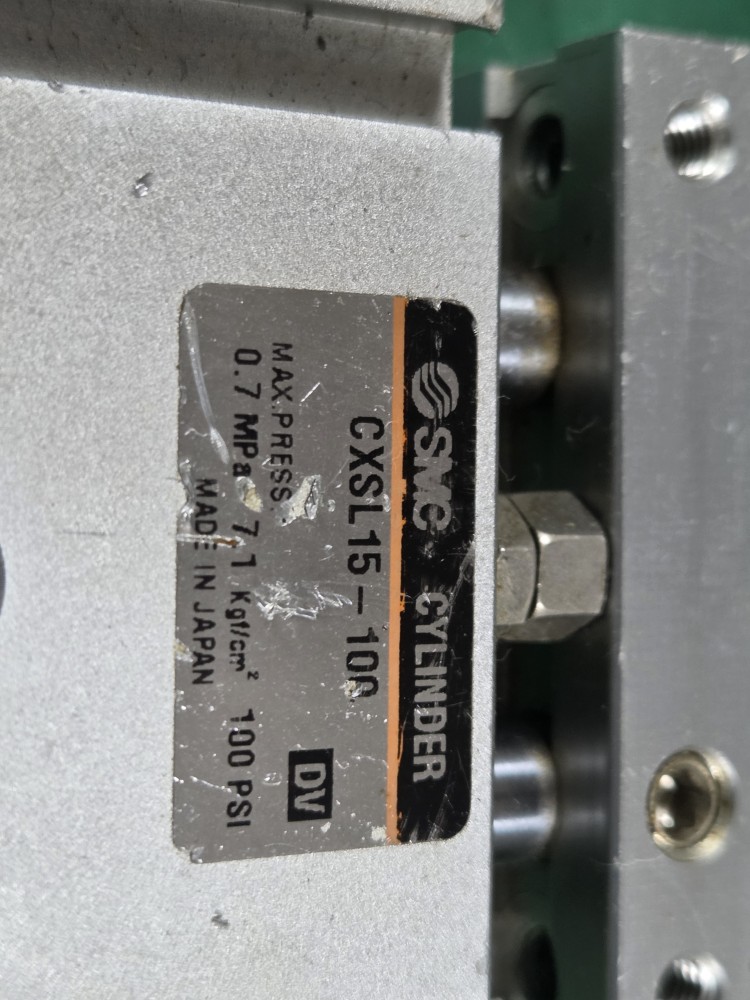 SMC CYLINDER
CXSL15-100
MAX.PRESS.
0.7 MPa 7.1 Kgf/cm² 100 PSI
DV
MADE IN JAPAN